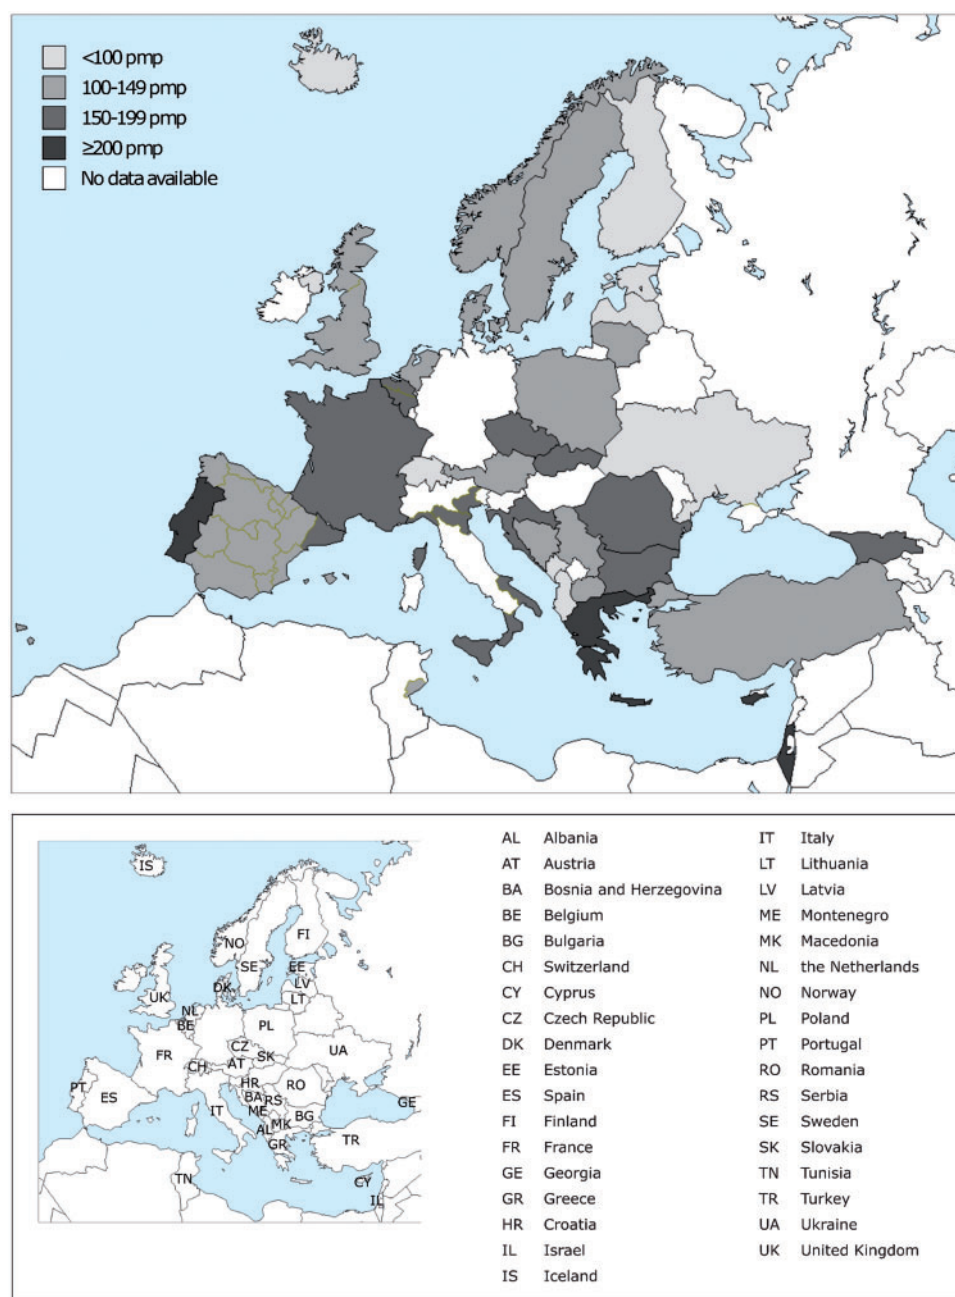 <100 pmp
100-149 pmp
150-199 pmp
≥200 pmp
No data available
IS
NO
FI
SE
EE
LV
DK
LT
UK
NL
BE
PL
CZ
UA
FR
SK
CH
AT
HR
RO
BA
RS
PT
ES
IT
ME
BG
GE
MK
AL
TR
GR
TN
CY
IL
AL Albania
AT Austria
BA Bosnia and Herzegovina
BE Belgium
BG Bulgaria
CH Switzerland
CY Cyprus
CZ Czech Republic
DK Denmark
EE Estonia
ES Spain
FI Finland
FR France
GE Georgia
GR Greece
HR Croatia
IL Israel
IS Iceland
IT Italy
LT Lithuania
LV Latvia
ME Montenegro
MK Macedonia
NL the Netherlands
NO Norway
PL Poland
PT Portugal
RO Romania
RS Serbia
SE Sweden
SK Slovakia
TN Tunisia
TR Turkey
UA Ukraine
UK United Kingdom